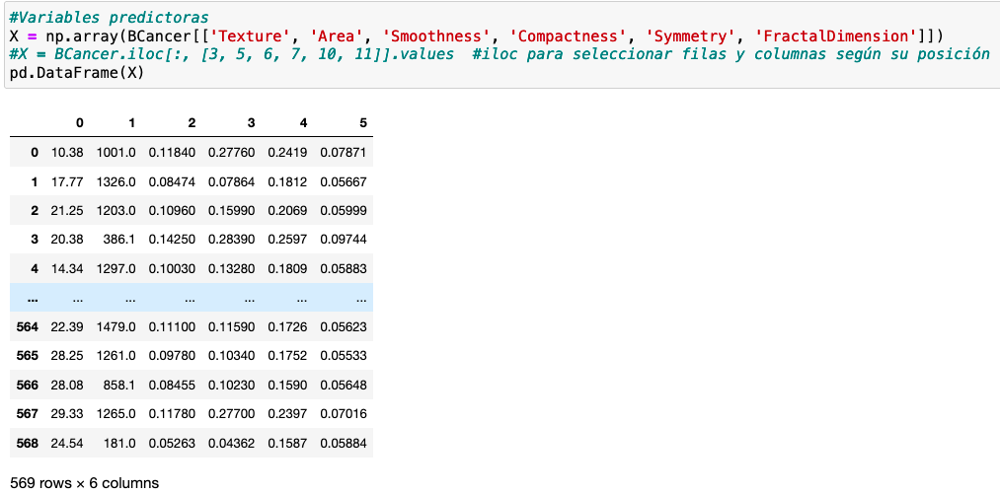 #Variables predictoras
X = np.array(BCancer[['Texture', 'Area', 'Smoothness', 'Compactness', 'Symmetry', 'FractalDimension']])
#X = BCancer.iloc[:, [3, 5, 6, 7, 10, 11]].values  #iloc para seleccionar filas y columnas según su posición
pd.DataFrame(X)
0 1 2 3 4 5
0 10.38 1001.0 0.11840 0.27760 0.2419 0.07871
1 17.77 1326.0 0.08474 0.07864 0.1812 0.05667
2 21.25 1203.0 0.10960 0.15990 0.2069 0.05999
3 20.38 386.1 0.14250 0.28390 0.2597 0.09744
4 14.34 1297.0 0.10030 0.13280 0.1809 0.05883
... ... ... ... ... ... ...
564 22.39 1479.0 0.11100 0.11590 0.1726 0.05623
565 28.25 1261.0 0.09780 0.10340 0.1752 0.05533
566 28.08 858.1 0.08455 0.10230 0.1590 0.05648
567 29.33 1265.0 0.11780 0.27700 0.2397 0.07016
568 24.54 181.0 0.05263 0.04362 0.1587 0.05884
569 rows × 6 columns